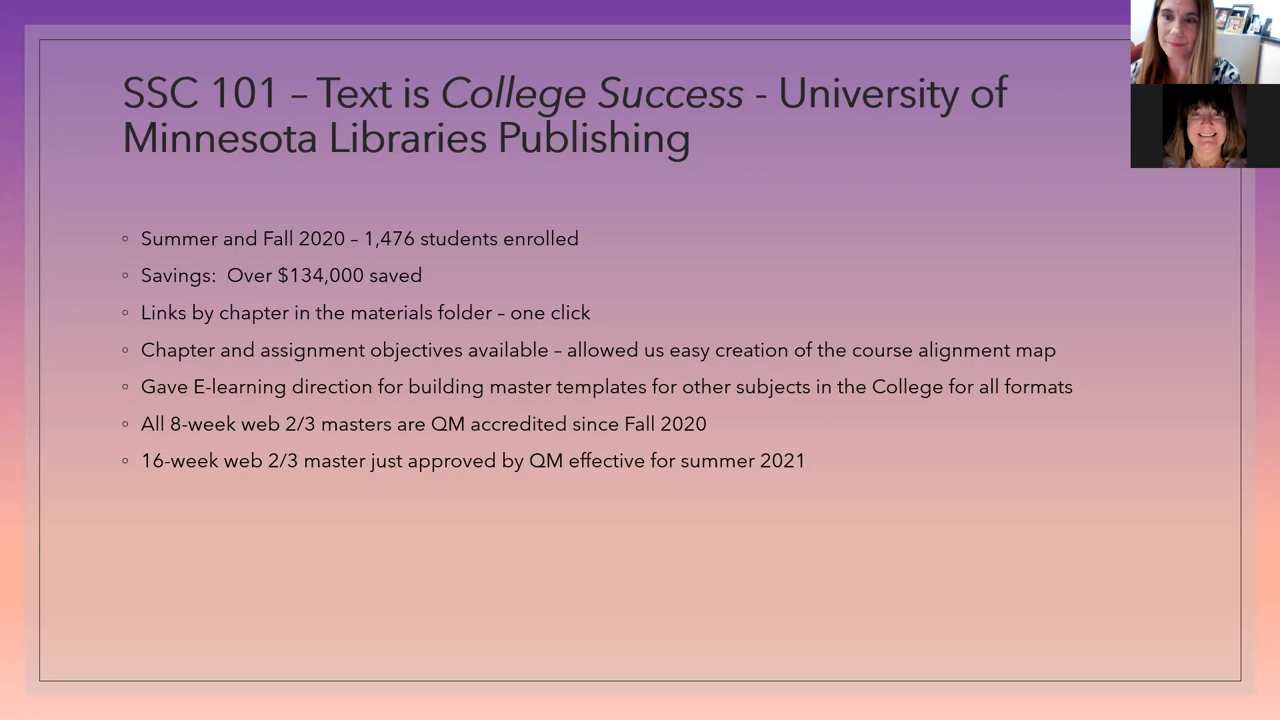 SSC 101 – Text is College Success - University of
Minnesota Libraries Publishing
◦ Summer and Fall 2020 – 1,476 students enrolled
◦ Savings:  Over $134,000 saved
◦ Links by chapter in the materials folder – one click
◦ Chapter and assignment objectives available – allowed us easy creation of the course alignment map
◦ Gave E-learning direction for building master templates for other subjects in the College for all formats
◦ All 8-week web 2/3 masters are QM accredited since Fall 2020
◦ 16-week web 2/3 master just approved by QM effective for summer 2021